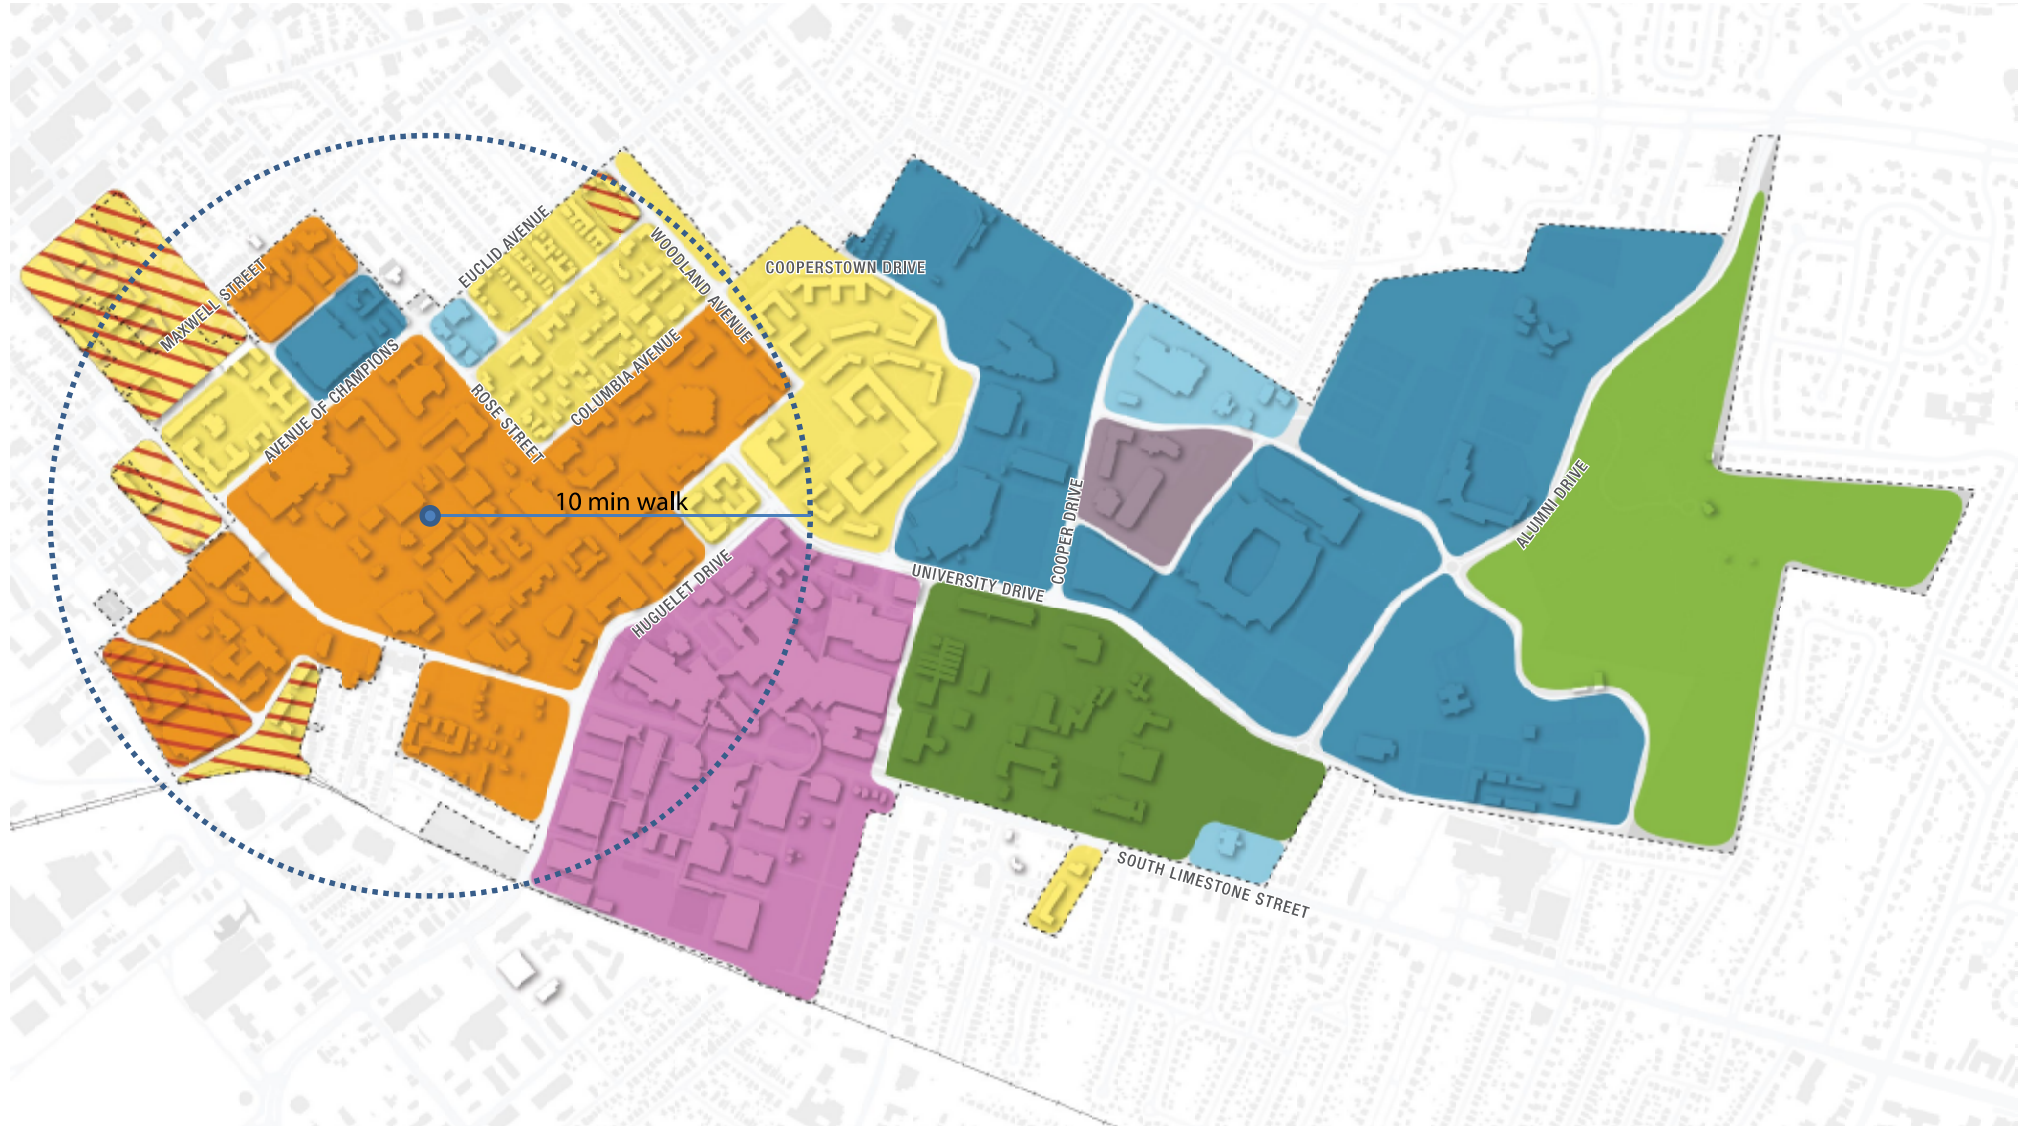 EUCLID AVENUE
WOODLAND AVENUE
COOPERSTOWN DRIVE
MAXWELL STREET
AVENUE OF CHAMPIONS
ROSE STREET
COLUMBIA AVENUE
10 min walk
HUGUELET DRIVE
UNIVERSITY DRIVE
COOPER DRIVE
ALUMNI DRIVE
SOUTH LIMESTONE STREET